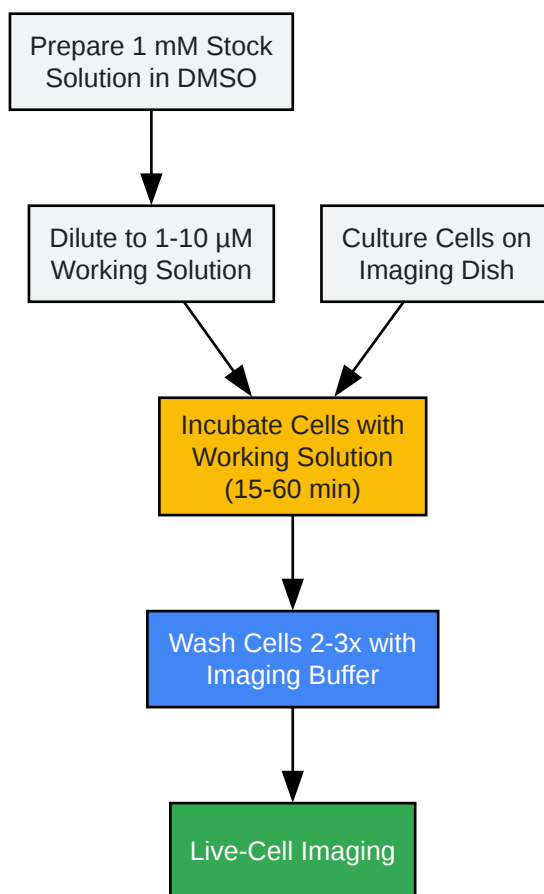 Prepare 1 mM Stock
Solution in DMSO
Dilute to 1-10 µM
Working Solution
Culture Cells on
Imaging Dish
Incubate Cells with
Working Solution
(15-60 min)
Wash Cells 2-3x with
Imaging Buffer
Live-Cell Imaging